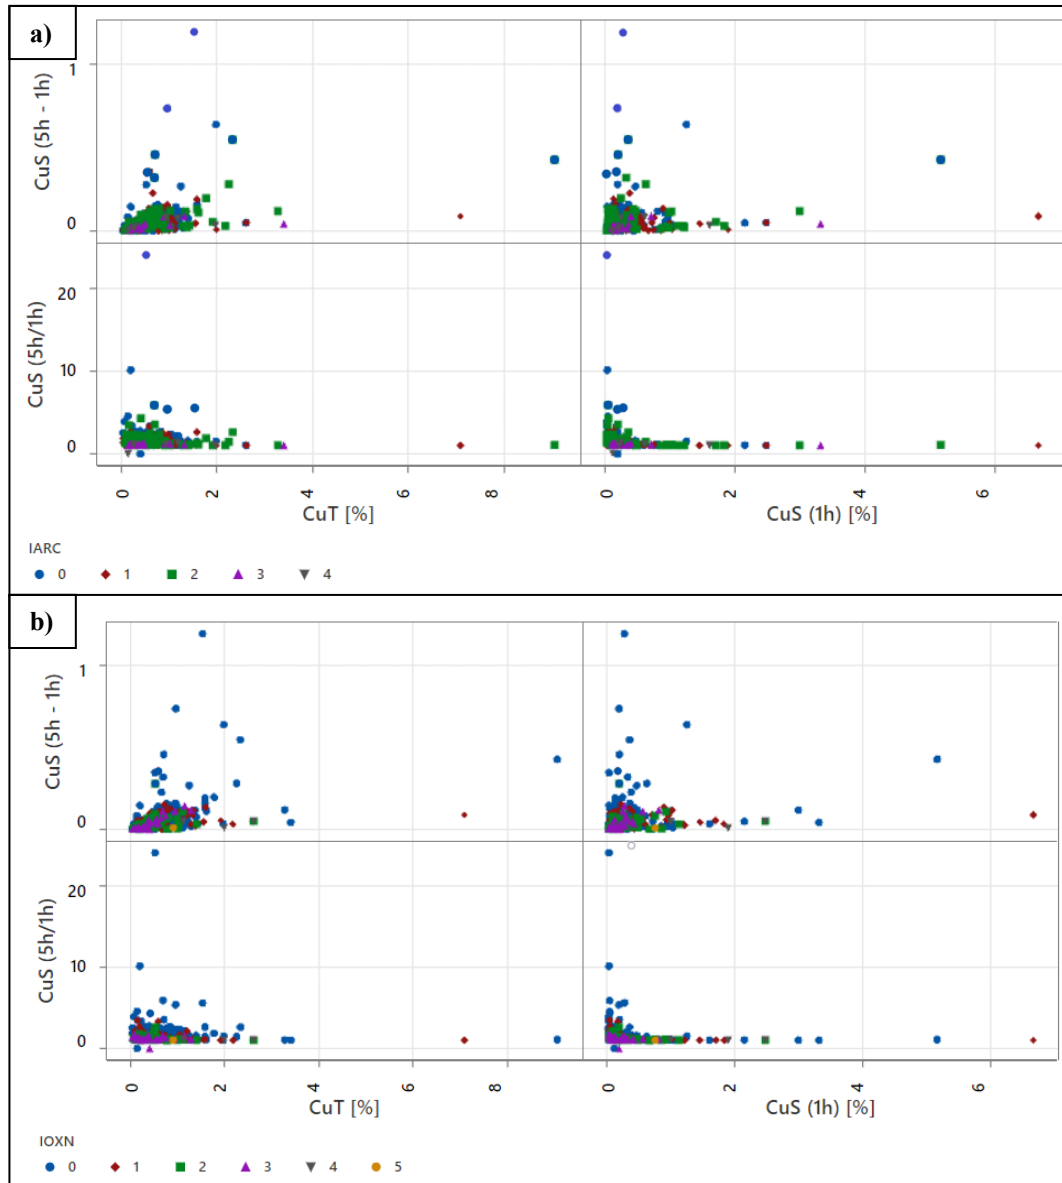 a)
CuS (5h - 1h)
1
0
CuS (5h/1h)
20
10
0
0 2 4 6 8 0 2 4 6
CuT [%] CuS (1h) [%]
IARC
0 1 2 3 4
b)
CuS (5h - 1h)
1
0
CuS (5h/1h)
20
10
0
0 2 4 6 8 0 2 4 6
CuT [%] CuS (1h) [%]
IOXN
0 1 2 3 4 5